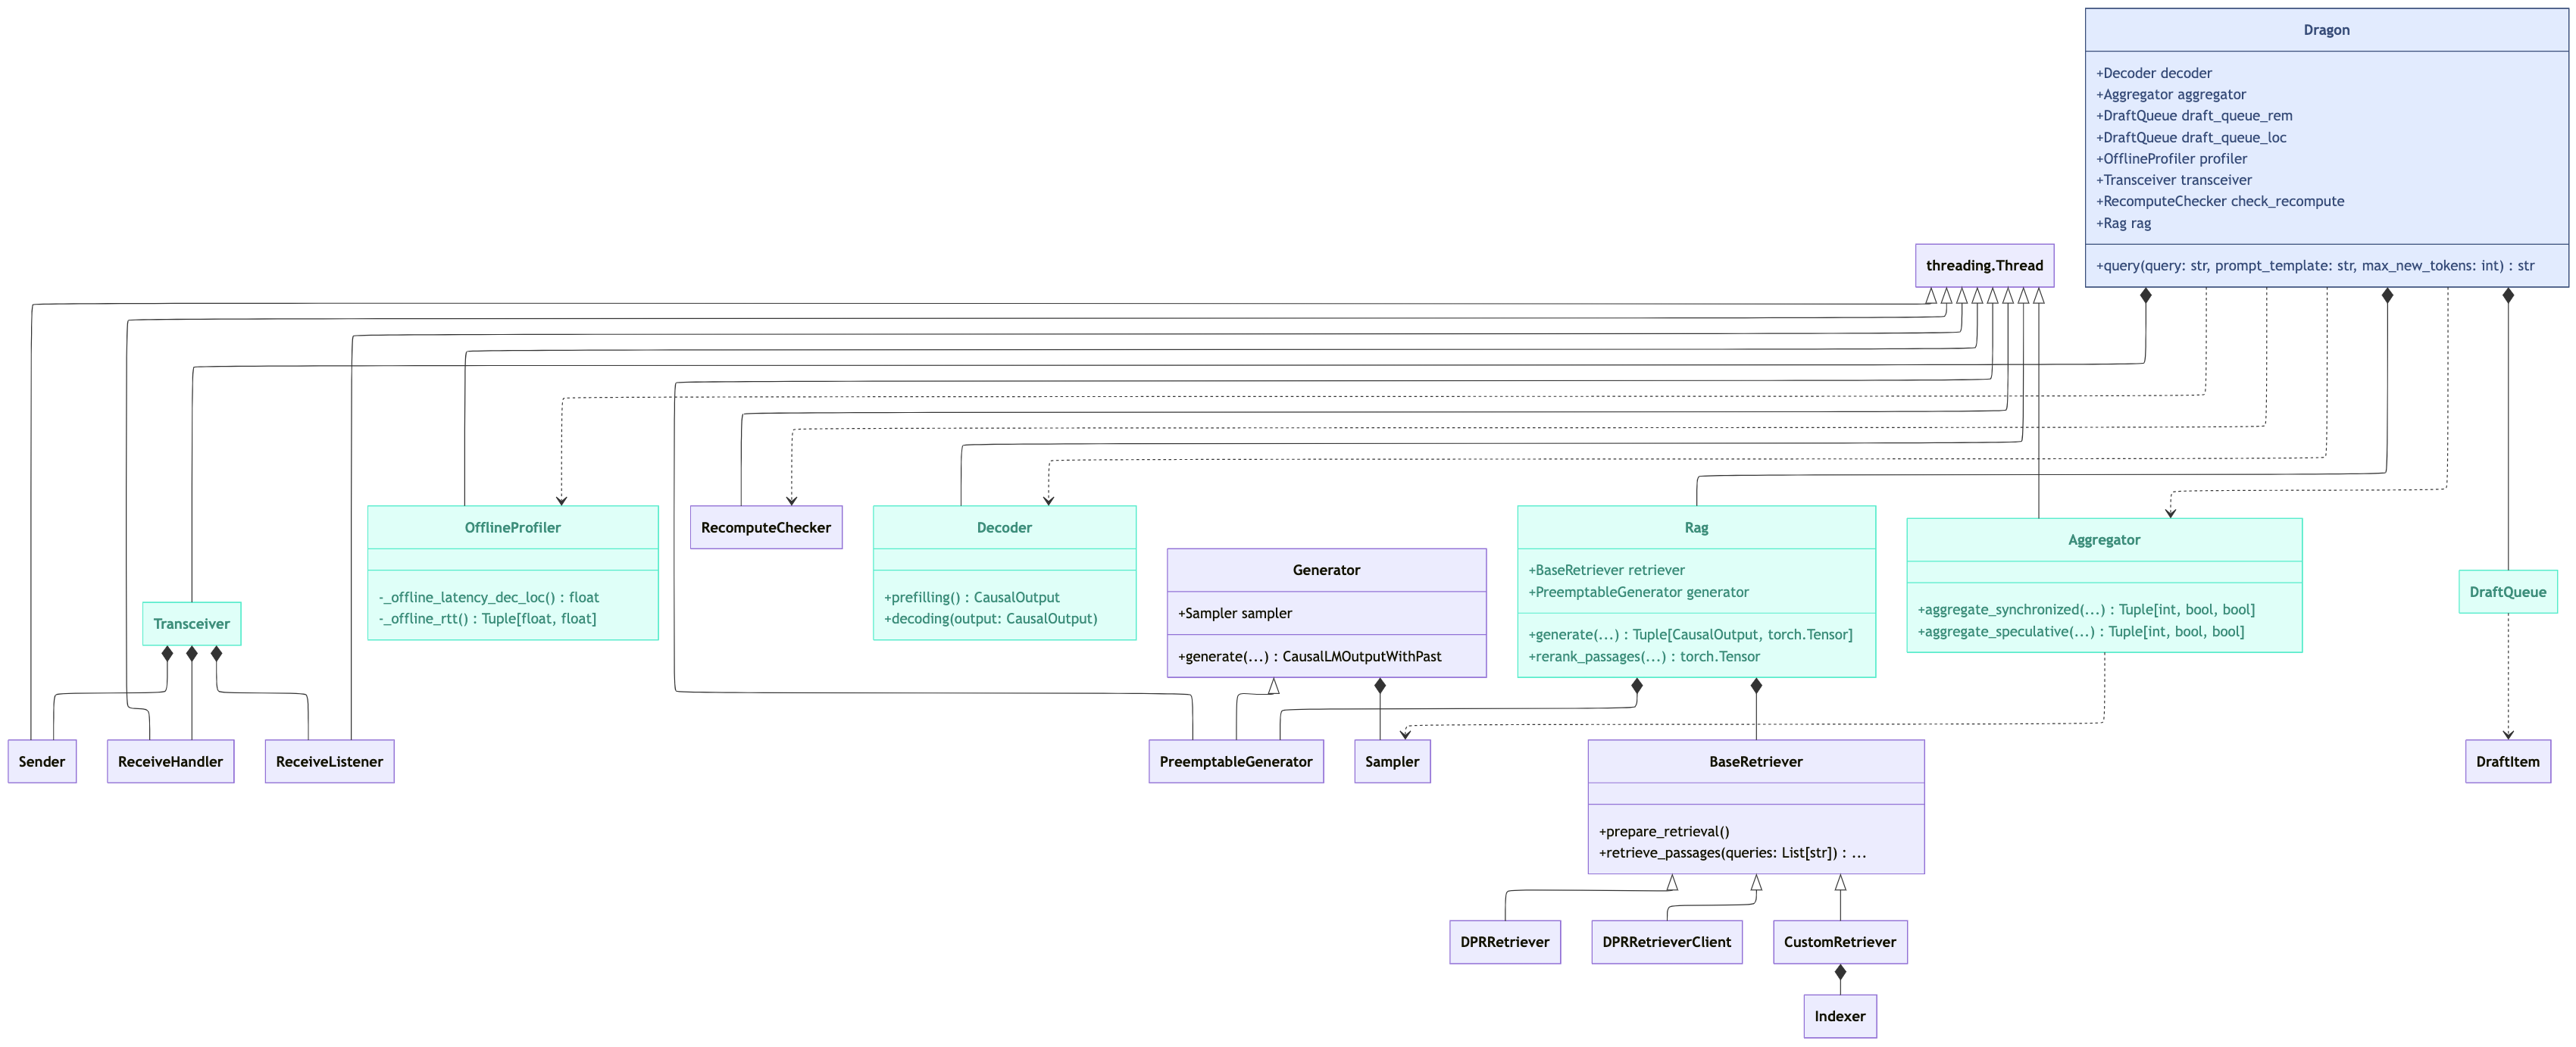 Dragon
+Decoder decoder
+Aggregator aggregator
+DraftQueue draft_queue_rem
+DraftQueue draft_queue_loc
+OfflineProfiler profiler
+Transceiver transceiver
+RecomputeChecker check_recompute
+Rag rag
+query(query: str, prompt_template: str, max_new_tokens: int) : str
threading.Thread
OfflineProfiler
-_offline_latency_dec_loc() : float
-_offline_rtt() : Tuple[float, float]
RecomputeChecker
Decoder
+prefilling() : CausalOutput
+decoding(output: CausalOutput)
Generator
+Sampler sampler
+generate(...) : CausalLMOutputWithPast
Rag
+BaseRetriever retriever
+PreemptableGenerator generator
+generate(...) : Tuple[CausalOutput, torch.Tensor]
+rerank_passages(...) : torch.Tensor
Aggregator
+aggregate_synchronized(...) : Tuple[int, bool, bool]
+aggregate_speculative(...) : Tuple[int, bool, bool]
DraftQueue
Transceiver
Sender
ReceiveHandler
ReceiveListener
PreemptableGenerator
Sampler
BaseRetriever
+prepare_retrieval()
+retrieve_passages(queries: List[str]) : ...
DraftItem
DPRRetriever
DPRRetrieverClient
CustomRetriever
Indexer